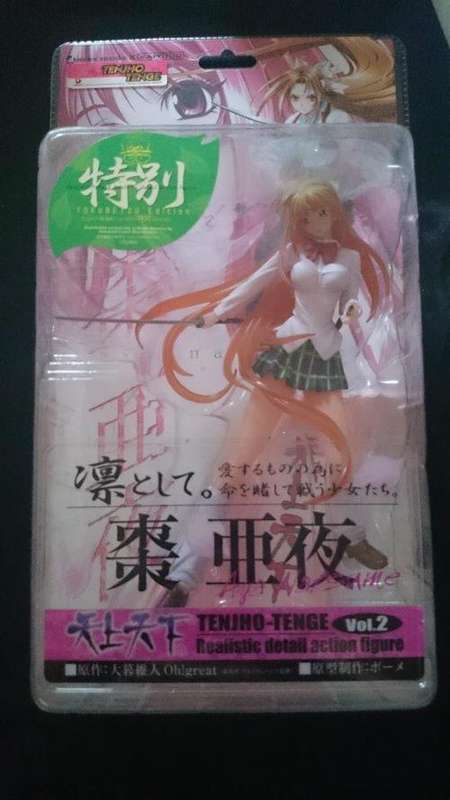 TENJHO
TENGE
特別
TOKUBETSU Edition
凛として。
愛するものの為に
命を賭して戦う少女たち。
棗 亜夜
天上天下
TENJHO-TENGE Vol.2
Realistic detail action figure
■原作:大暮維人 Oh!great
■原型制作:ボーメ